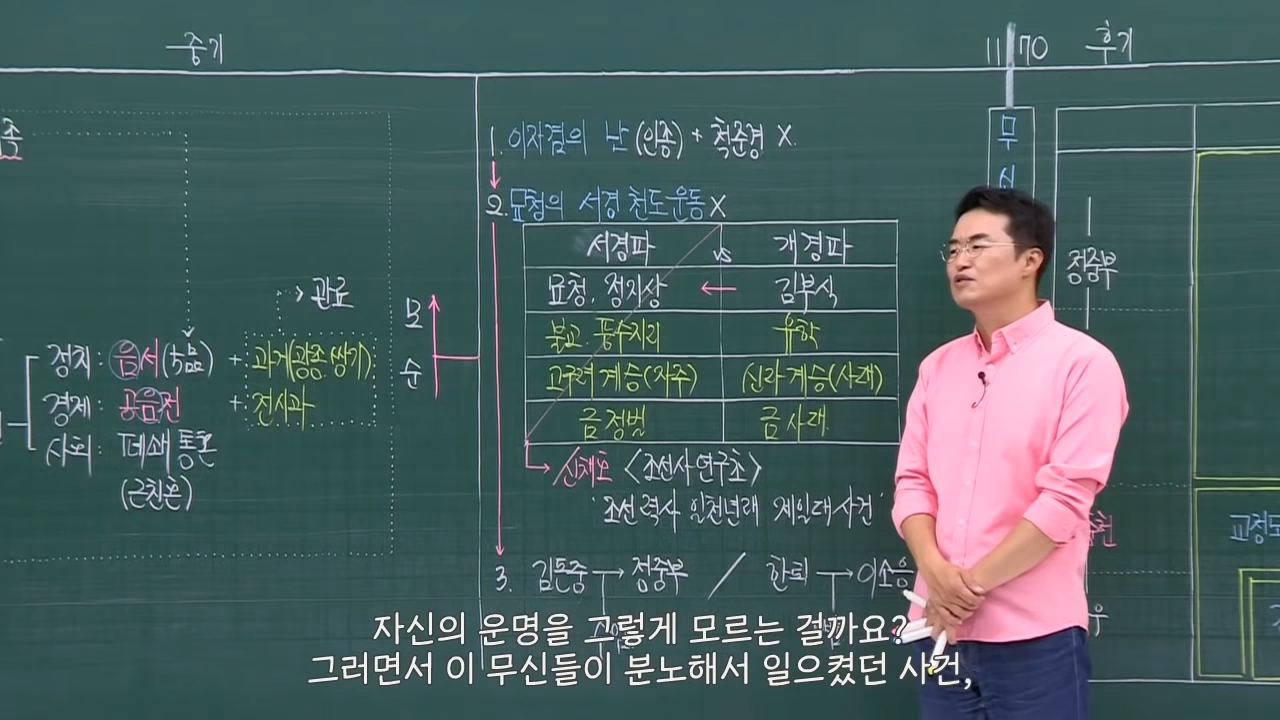 중기
1170 후기
1. 이자겸의 난 (인종) + 척준경 X
무
신
2. 묘청의 서경 천도 운동 X
서경파 vs 개경파
묘청, 정지상 ← 김부식
불교 풍수지리 유학
고구려 계승(자주) 신라 계승(사대)
금 정벌 금 사대
신채호 <조선사연구초>
'조선 력사 일천년래 제일대 사건'
3. 김돈중 → 정중부 / 한뢰 → 이소응
족
→ 관료
모
순
정치: 음서(5품) + 과거(광종.쌍기)
경제: 공음전 + 전시과
사회: 폐쇄 통혼
(근친혼)
정중부
교정도
자신의 운명을 그렇게 모르는 걸까요?
그러면서 이 무신들이 분노해서 일으켰던 사건,